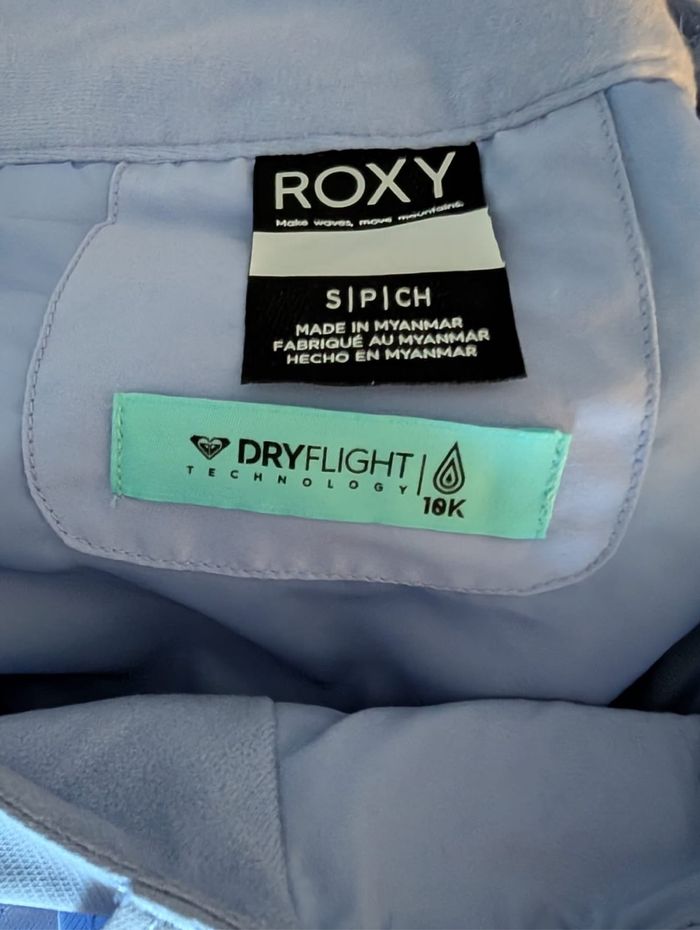 ROXY
Make waves, move mountains.
S|P|CH
MADE IN MYANMAR
FABRIQUÉ AU MYANMAR
HECHO EN MYANMAR
DRYFLIGHT
TECHNOLOGY
10K